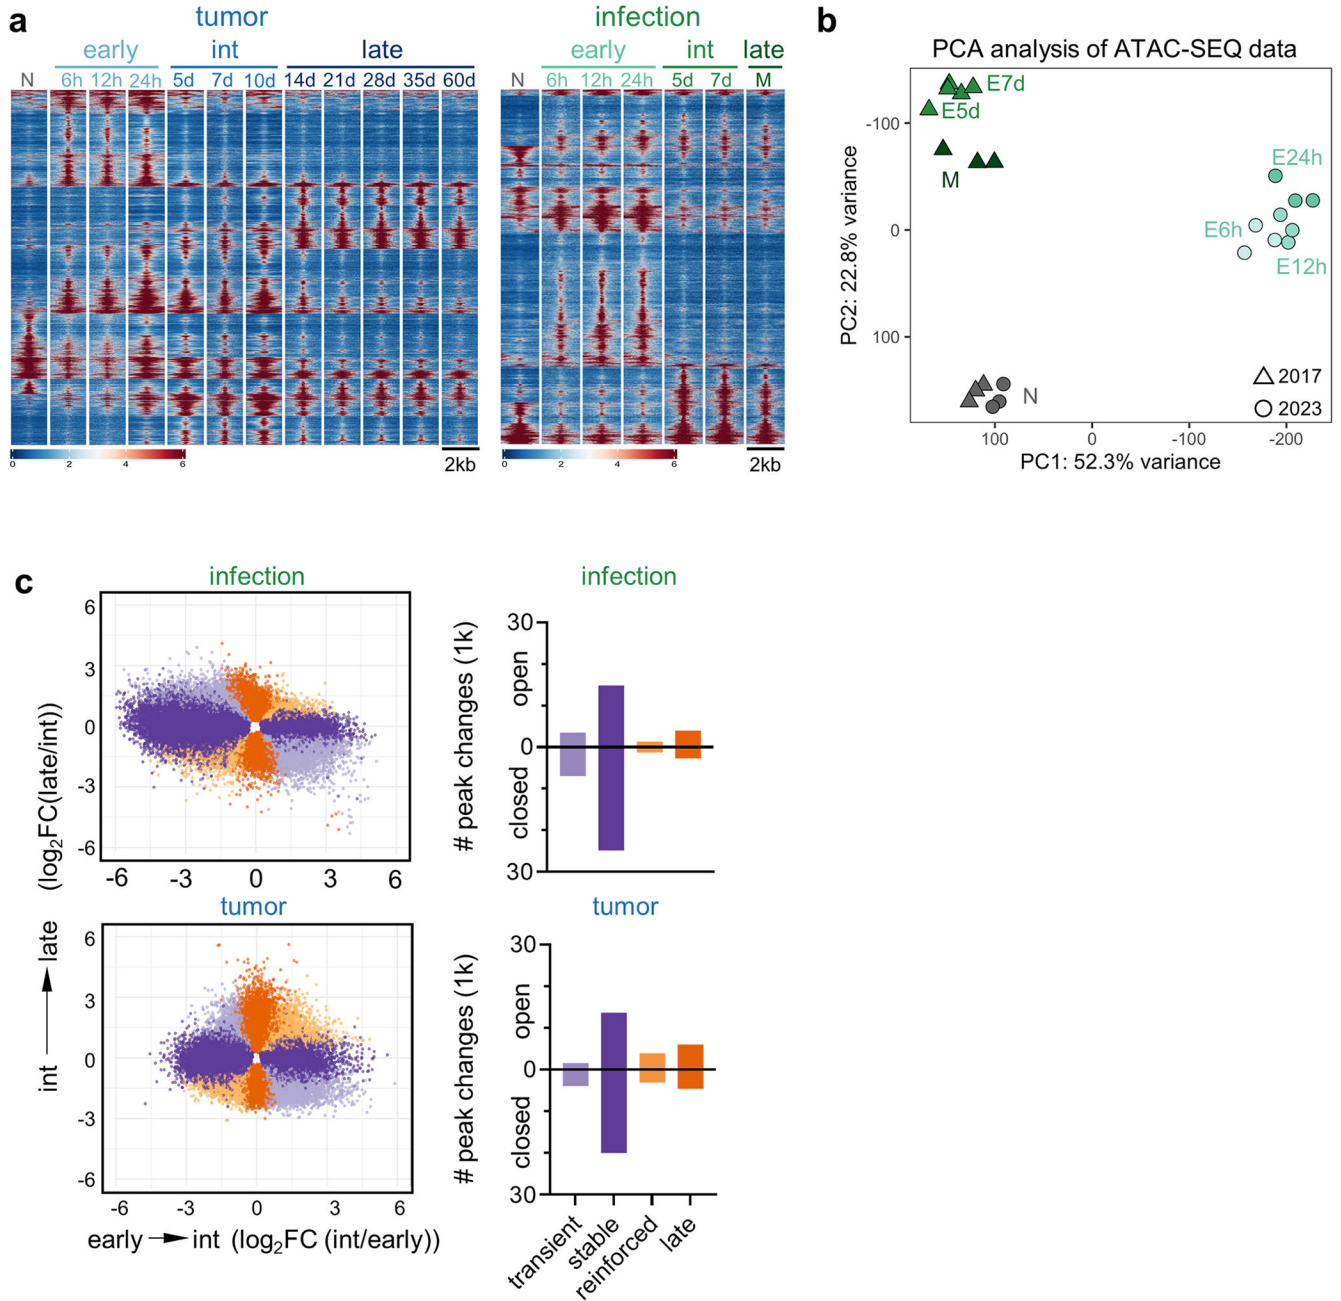 a
tumor
early int late
N 6h 12h 24h 5d 7d 10d 14d 21d 28d 35d 60d
0 2 4 6
2kb
infection
early int late
N 6h 12h 24h 5d 7d M
0 2 4 6
2kb
b
PCA analysis of ATAC-SEQ data
PC2: 22.8% variance
-100
0
100
E7d
E5d
M
E24h
E6h
E12h
N
2017
2023
100 0 -100 -200
PC1: 52.3% variance
c
infection
6
3
0
-3
-6
-6 -3 0 3 6
(log2FC(late/int))
int late
tumor
6
3
0
-3
-6
-6 -3 0 3 6
early int (log2FC (int/early))
infection
# peak changes (1k)
open
closed
30
0
30
tumor
# peak changes (1k)
open
closed
30
0
30
transient
stable
reinforced
late